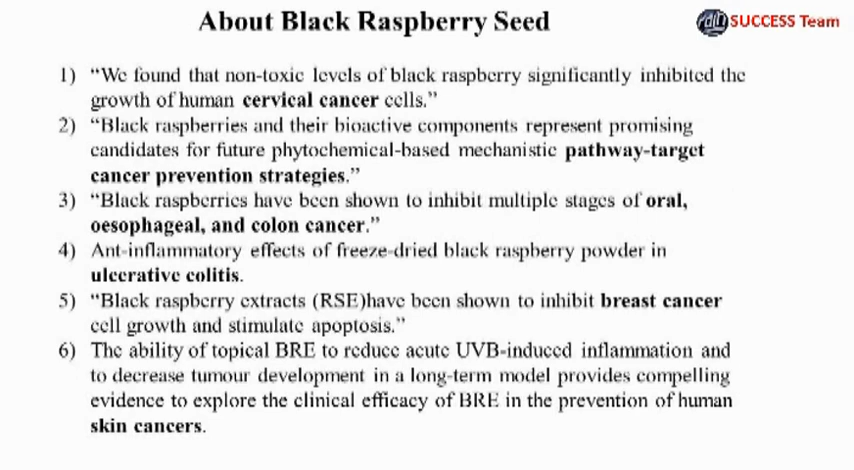 About Black Raspberry Seed
SUCCESS Team
1) “We found that non-toxic levels of black raspberry significantly inhibited the
growth of human cervical cancer cells.”
2) “Black raspberries and their bioactive components represent promising
candidates for future phytochemical-based mechanistic pathway-target
cancer prevention strategies.”
3) “Black raspberries have been shown to inhibit multiple stages of oral,
oesophageal, and colon cancer.”
4) Ant-inflammatory effects of freeze-dried black raspberry powder in
ulcerative colitis.
5) “Black raspberry extracts (RSE)have been shown to inhibit breast cancer
cell growth and stimulate apoptosis.”
6) The ability of topical BRE to reduce acute UVB-induced inflammation and
to decrease tumour development in a long-term model provides compelling
evidence to explore the clinical efficacy of BRE in the prevention of human
skin cancers.